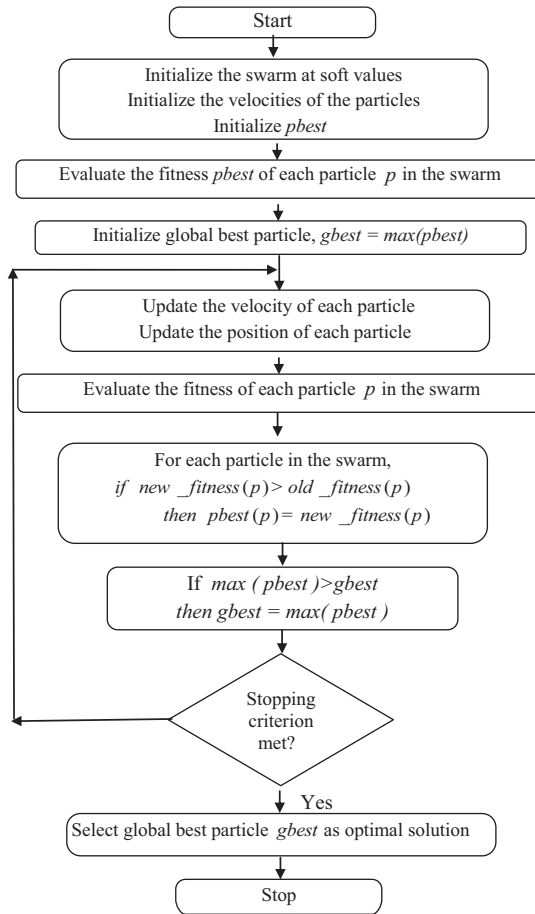 Start
Initialize the swarm at soft values
Initialize the velocities of the particles
Initialize pbest
Evaluate the fitness pbest of each particle p in the swarm
Initialize global best particle, gbest = max(pbest)
Update the velocity of each particle
Update the position of each particle
Evaluate the fitness of each particle p in the swarm
For each particle in the swarm,
if new _fitness(p)> old _fitness(p)
then pbest(p)= new _fitness(p)
If max ( pbest )>gbest
then gbest = max( pbest )
Stopping
criterion
met?
Yes
Select global best particle gbest as optimal solution
Stop